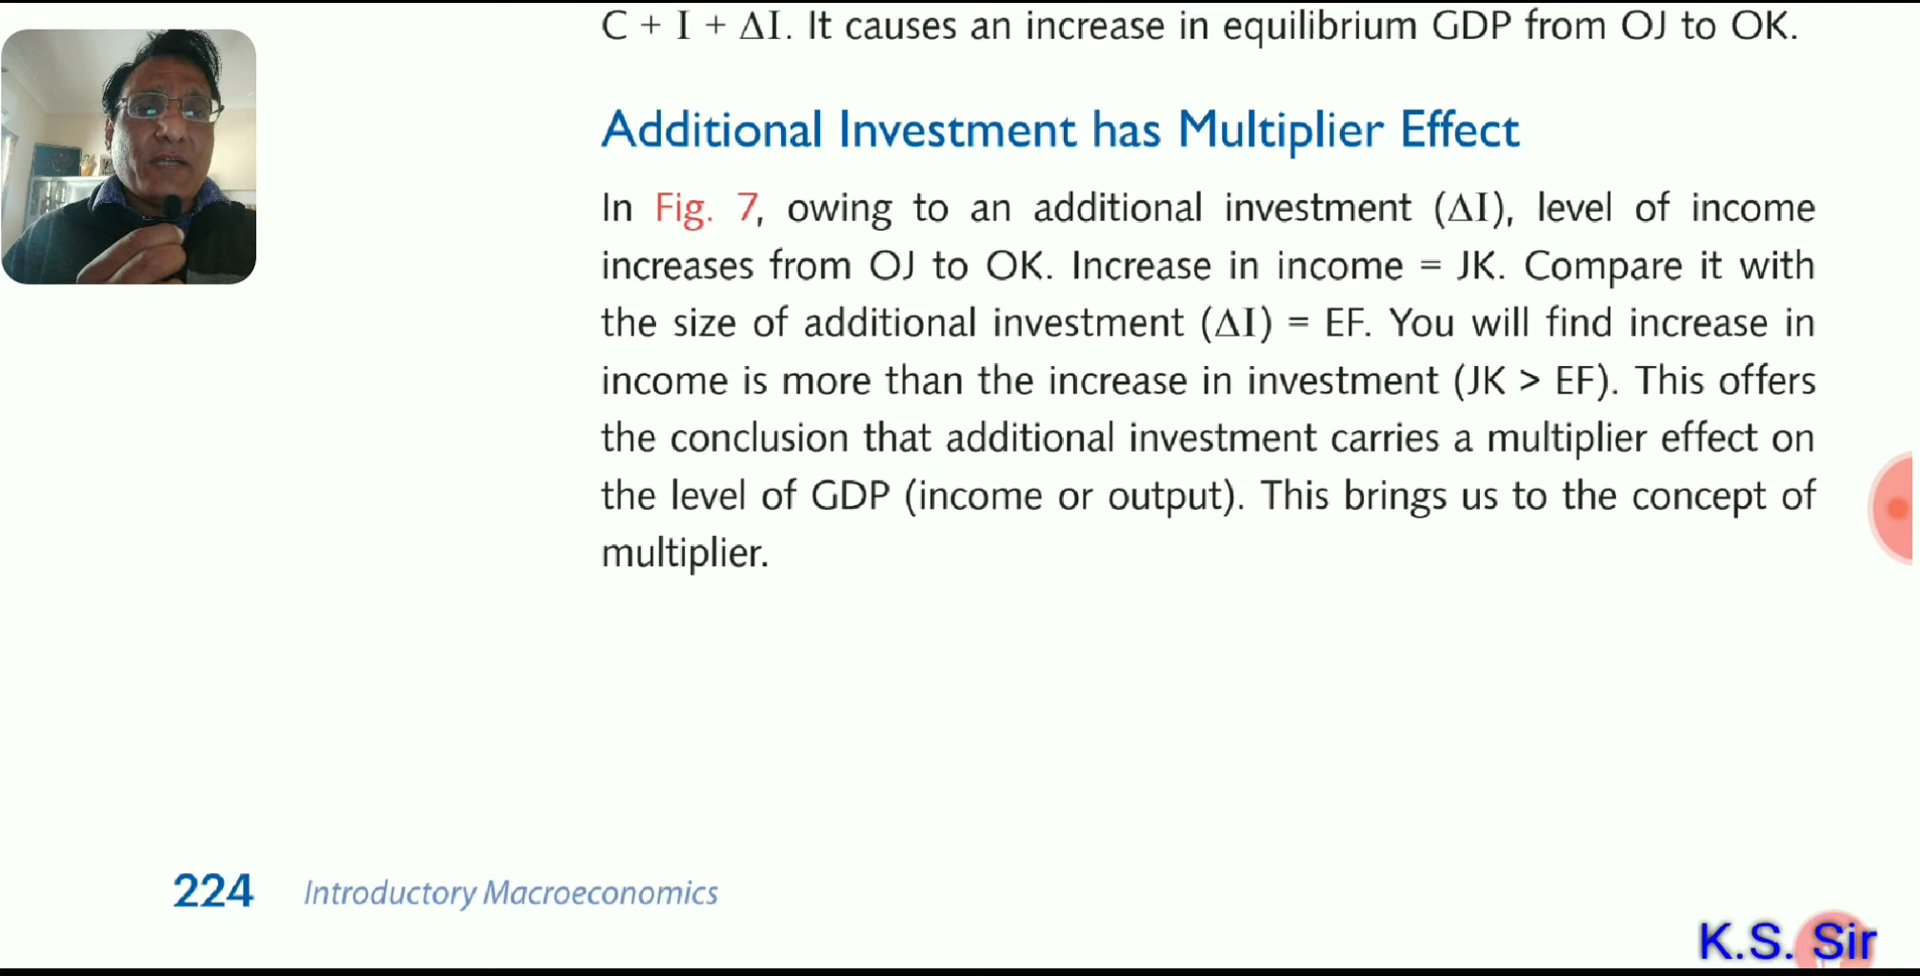 C + I + ΔI. It causes an increase in equilibrium GDP from OJ to OK.
Additional Investment has Multiplier Effect
In Fig. 7, owing to an additional investment (ΔI), level of income
increases from OJ to OK. Increase in income = JK. Compare it with
the size of additional investment (ΔI) = EF. You will find increase in
income is more than the increase in investment (JK > EF). This offers
the conclusion that additional investment carries a multiplier effect on
the level of GDP (income or output). This brings us to the concept of
multiplier.
224 Introductory Macroeconomics
K.S. Sir